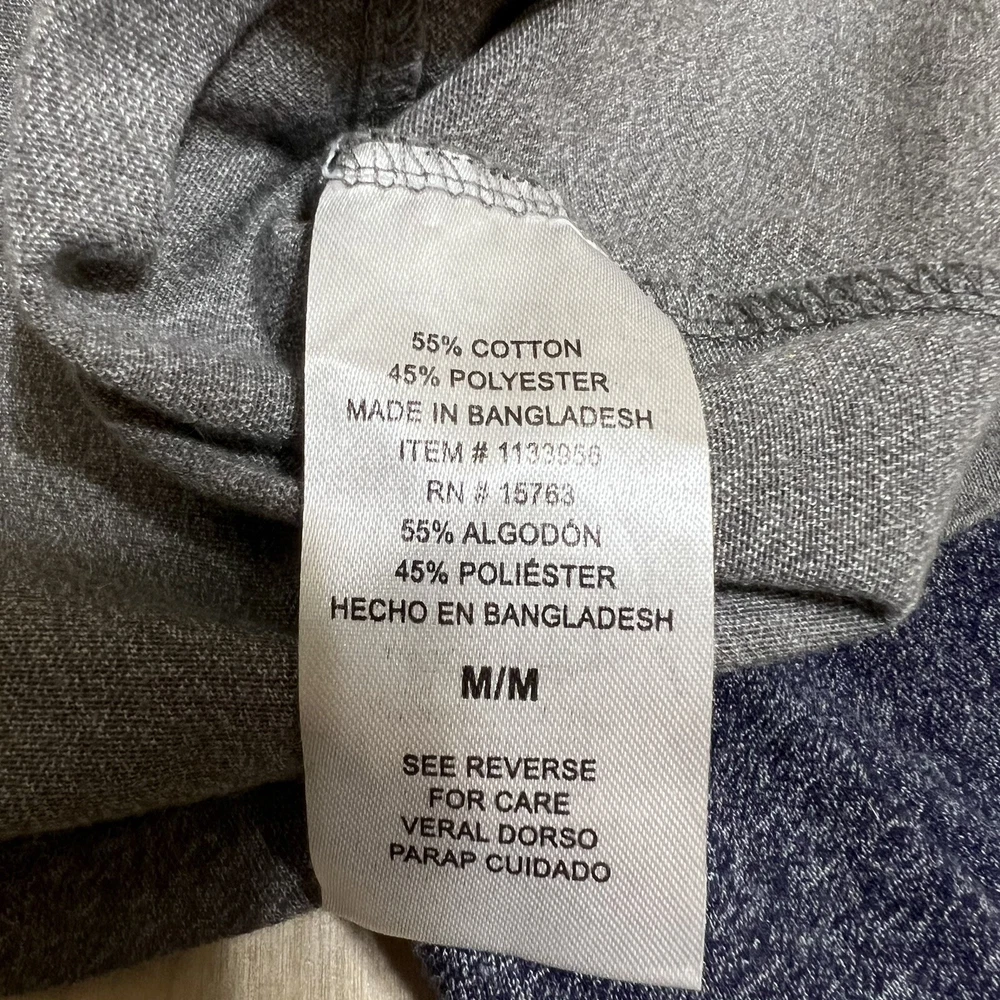 55% COTTON
45% POLYESTER
MADE IN BANGLADESH
ITEM # 1133956
RN # 15763
55% ALGODÓN
45% POLIÉSTER
HECHO EN BANGLADESH
M/M
SEE REVERSE
FOR CARE
VERAL DORSO
PARAP CUIDADO